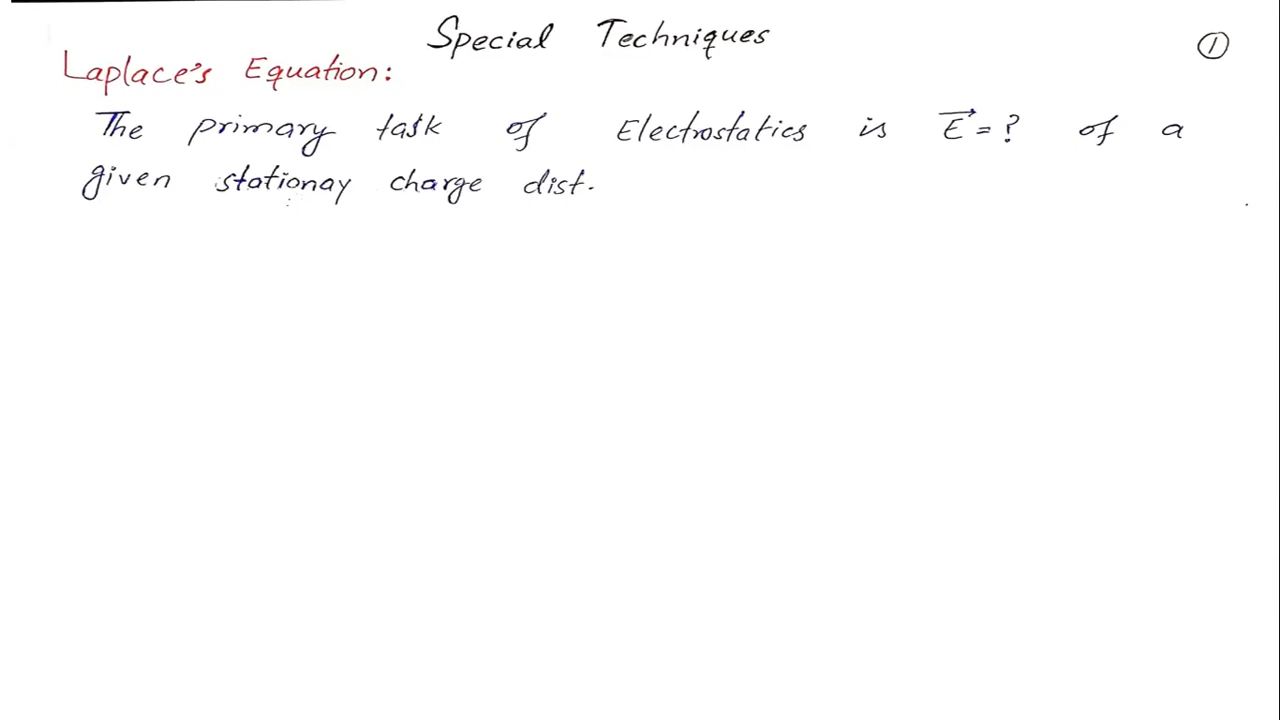 Special Techniques
①
Laplace's Equation:
The primary task of Electrostatics is E⃗ = ? of a
given stationay charge dist.